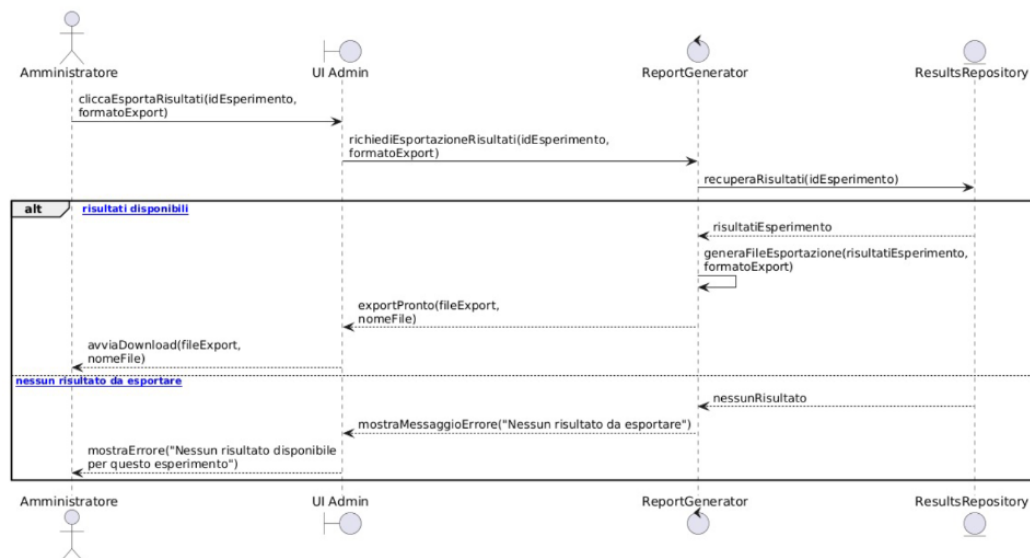 Amministratore
UI Admin
ReportGenerator
ResultsRepository
cliccaEsportaRisultati(idEsperimento,
formatoExport)
richiediEsportazioneRisultati(idEsperimento,
formatoExport)
recuperaRisultati(idEsperimento)
alt
risultati disponibili
risultatiEsperimento
generaFileEsportazione(risultatiEsperimento,
formatoExport)
exportPronto(fileExport,
nomeFile)
avviaDownload(fileExport,
nomeFile)
nessun risultato da esportare
nessunRisultato
mostraMessaggioErrore("Nessun risultato da esportare")
mostraErrore("Nessun risultato disponibile
per questo esperimento")
Amministratore
UI Admin
ReportGenerator
ResultsRepository